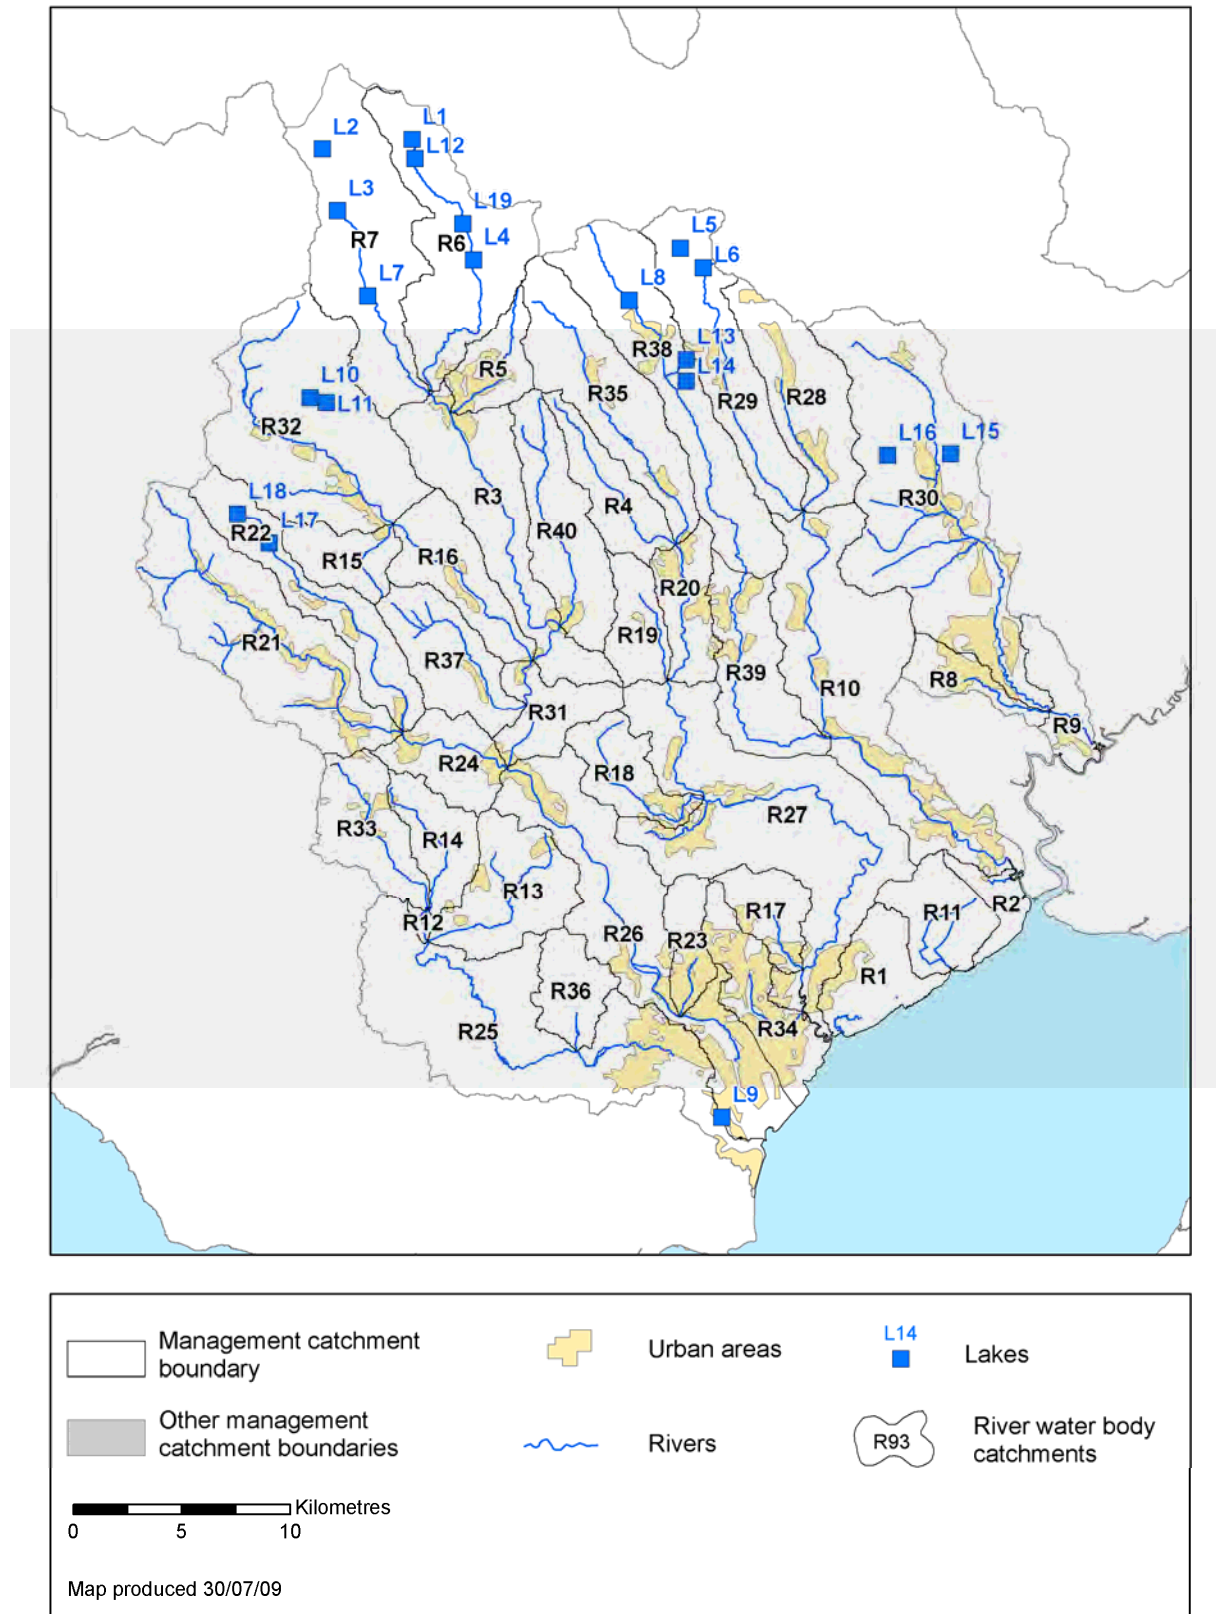 L1
L2
L12
L3
L19
L5
R7
R6
L4
L6
L7
L8
L13
R38
L14
R5
L10
R35
R29
R28
L11
R32
L16
L15
L18
R3
R30
R4
L17
R22
R40
R15
R16
R20
R19
R21
R37
R39
R8
R10
R31
R9
R24
R18
R27
R33
R14
R13
R2
R17
R11
R12
R26
R23
R1
R36
R25
R34
L9
Management catchment
boundary
Urban areas
L14
Lakes
Other management
catchment boundaries
Rivers
R93
River water body
catchments
Kilometres
0 5 10
Map produced 30/07/09